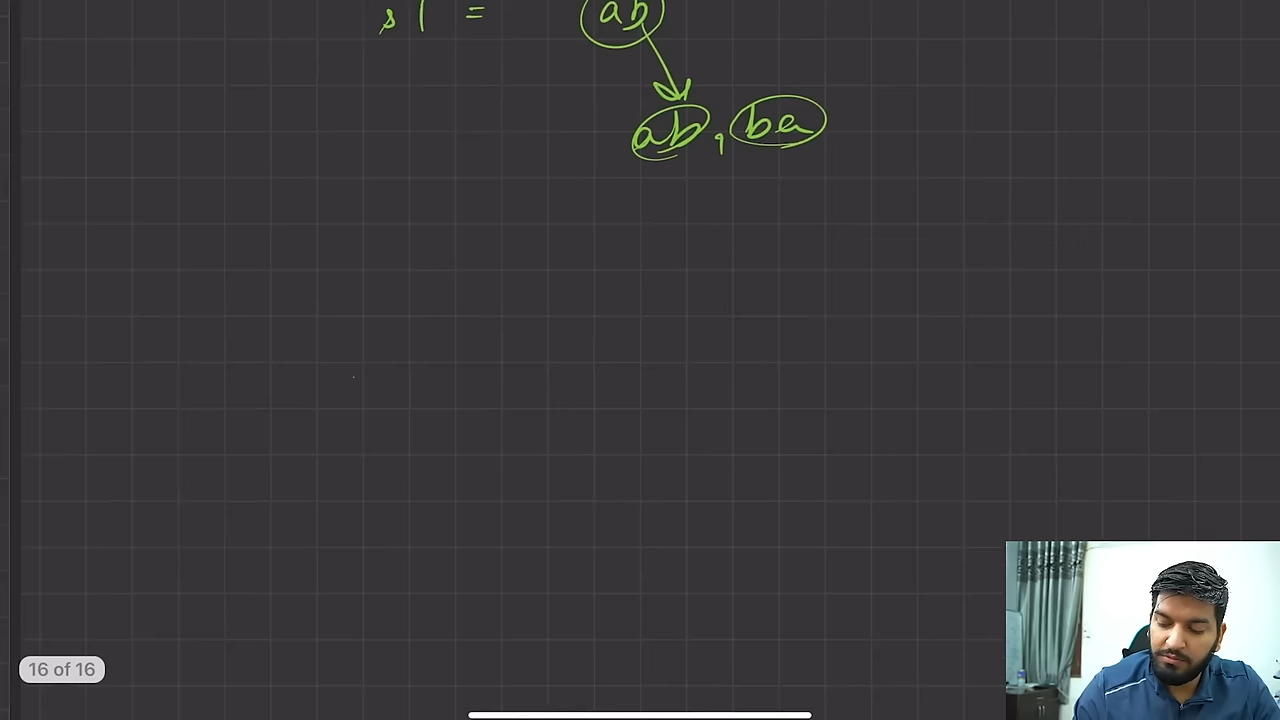 s1 = ab
ab, ba
16 of 16